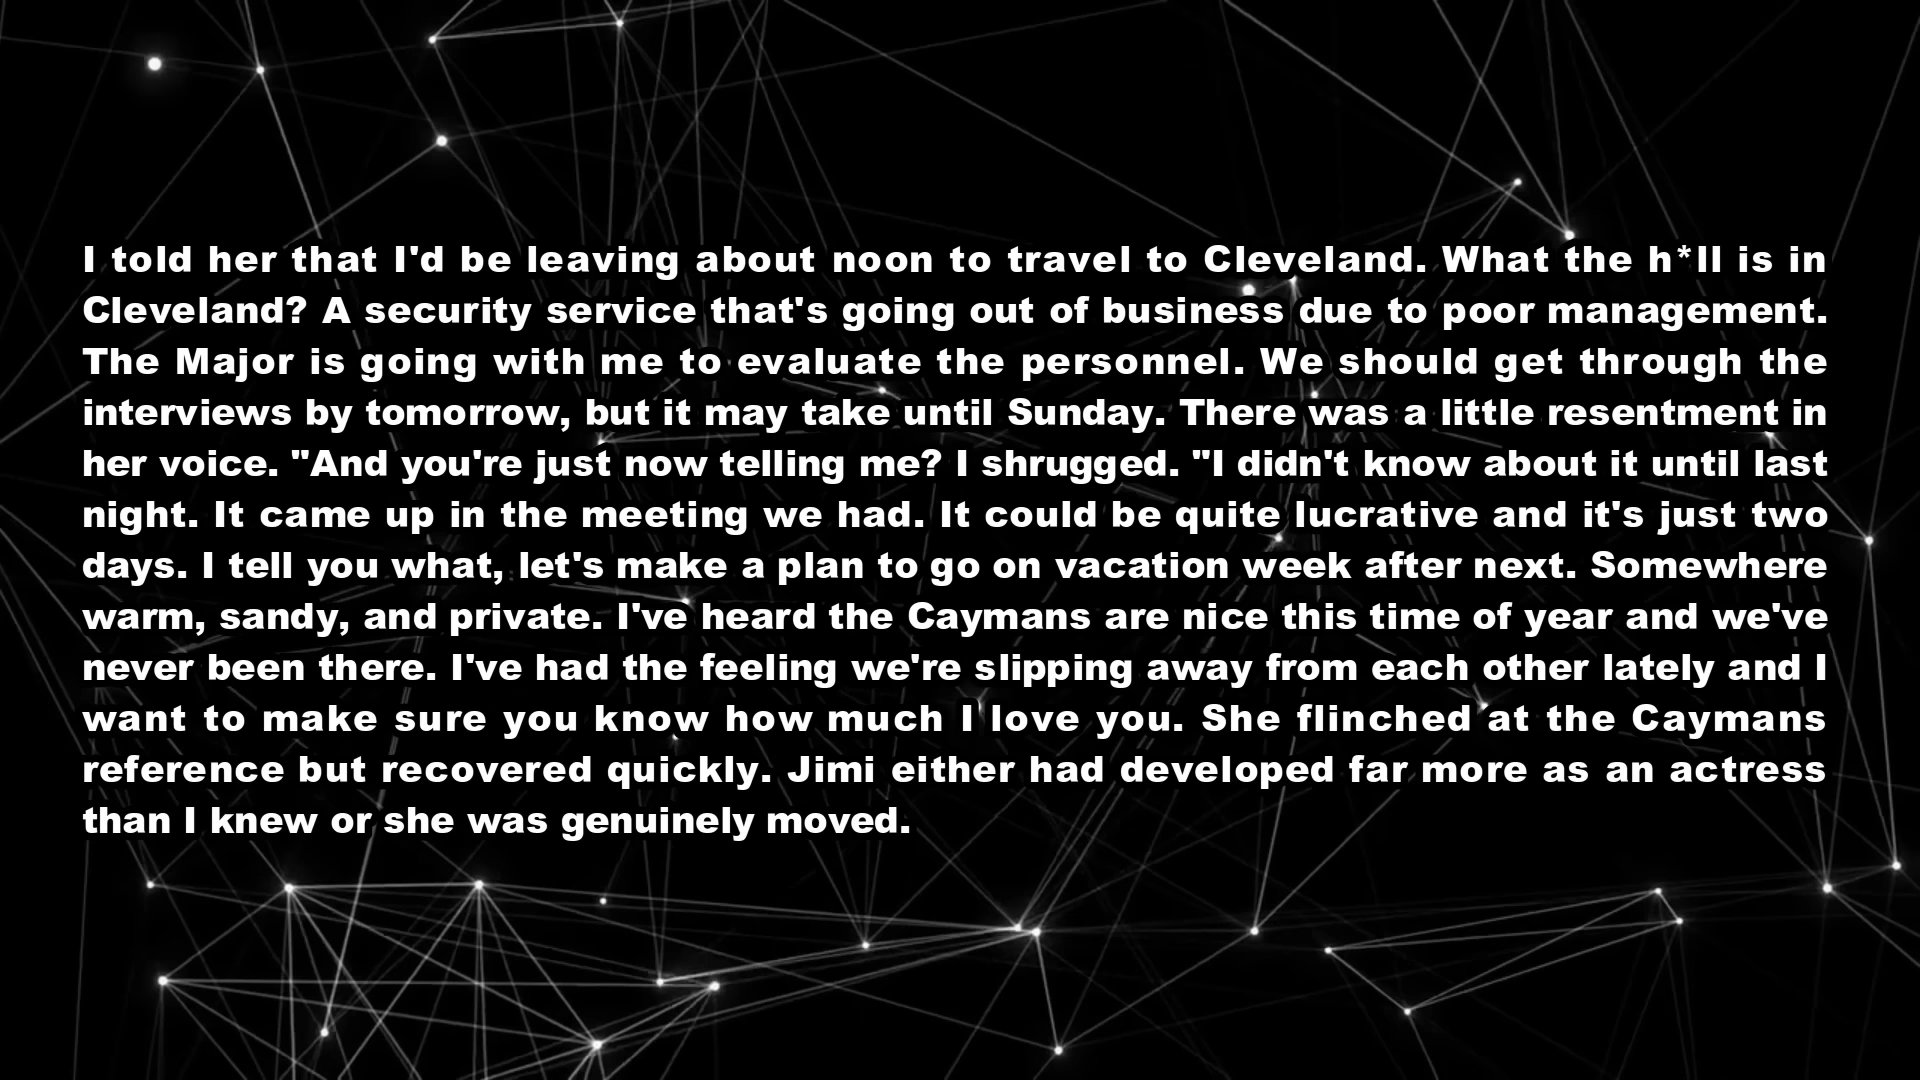 I told her that I'd be leaving about noon to travel to Cleveland. What the h*ll is in
Cleveland? A security service that's going out of business due to poor management.
The Major is going with me to evaluate the personnel. We should get through the
interviews by tomorrow, but it may take until Sunday. There was a little resentment in
her voice. "And you're just now telling me? I shrugged. "I didn't know about it until last
night. It came up in the meeting we had. It could be quite lucrative and it's just two
days. I tell you what, let's make a plan to go on vacation week after next. Somewhere
warm, sandy, and private. I've heard the Caymans are nice this time of year and we've
never been there. I've had the feeling we're slipping away from each other lately and I
want to make sure you know how much I love you. She flinched at the Caymans
reference but recovered quickly. Jimi either had developed far more as an actress
than I knew or she was genuinely moved.